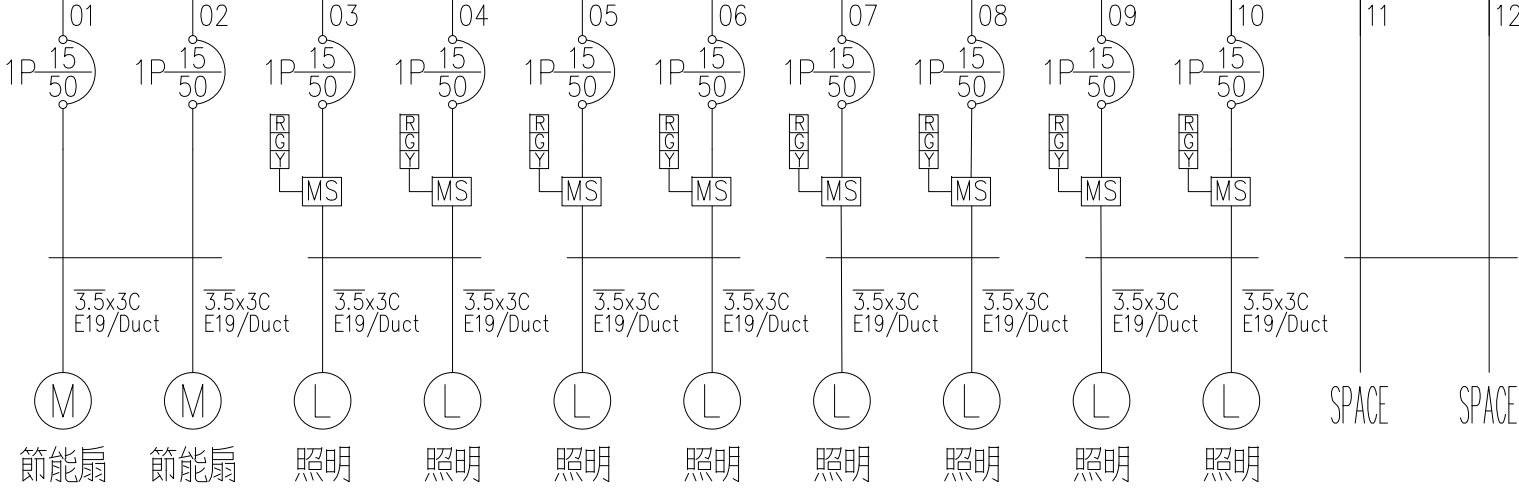 01 02 03 04 05 06 07 08 09 10 11 12
15 15 15 15 15 15 15 15 15 15
1P 1P 1P 1P 1P 1P 1P 1P 1P 1P
50 50 50 50 50 50 50 50 50 50
R R R R R R R R
G G G G G G G G
Y Y Y Y Y Y Y Y
MS MS MS MS MS MS MS MS
3.5x3C 3.5x3C 3.5x3C 3.5x3C 3.5x3C 3.5x3C 3.5x3C 3.5x3C 3.5x3C 3.5x3C
E19/Duct E19/Duct E19/Duct E19/Duct E19/Duct E19/Duct E19/Duct E19/Duct E19/Duct E19/Duct
M M L L L L L L L L SPACE SPACE
節能扇 節能扇 照明 照明 照明 照明 照明 照明 照明 照明